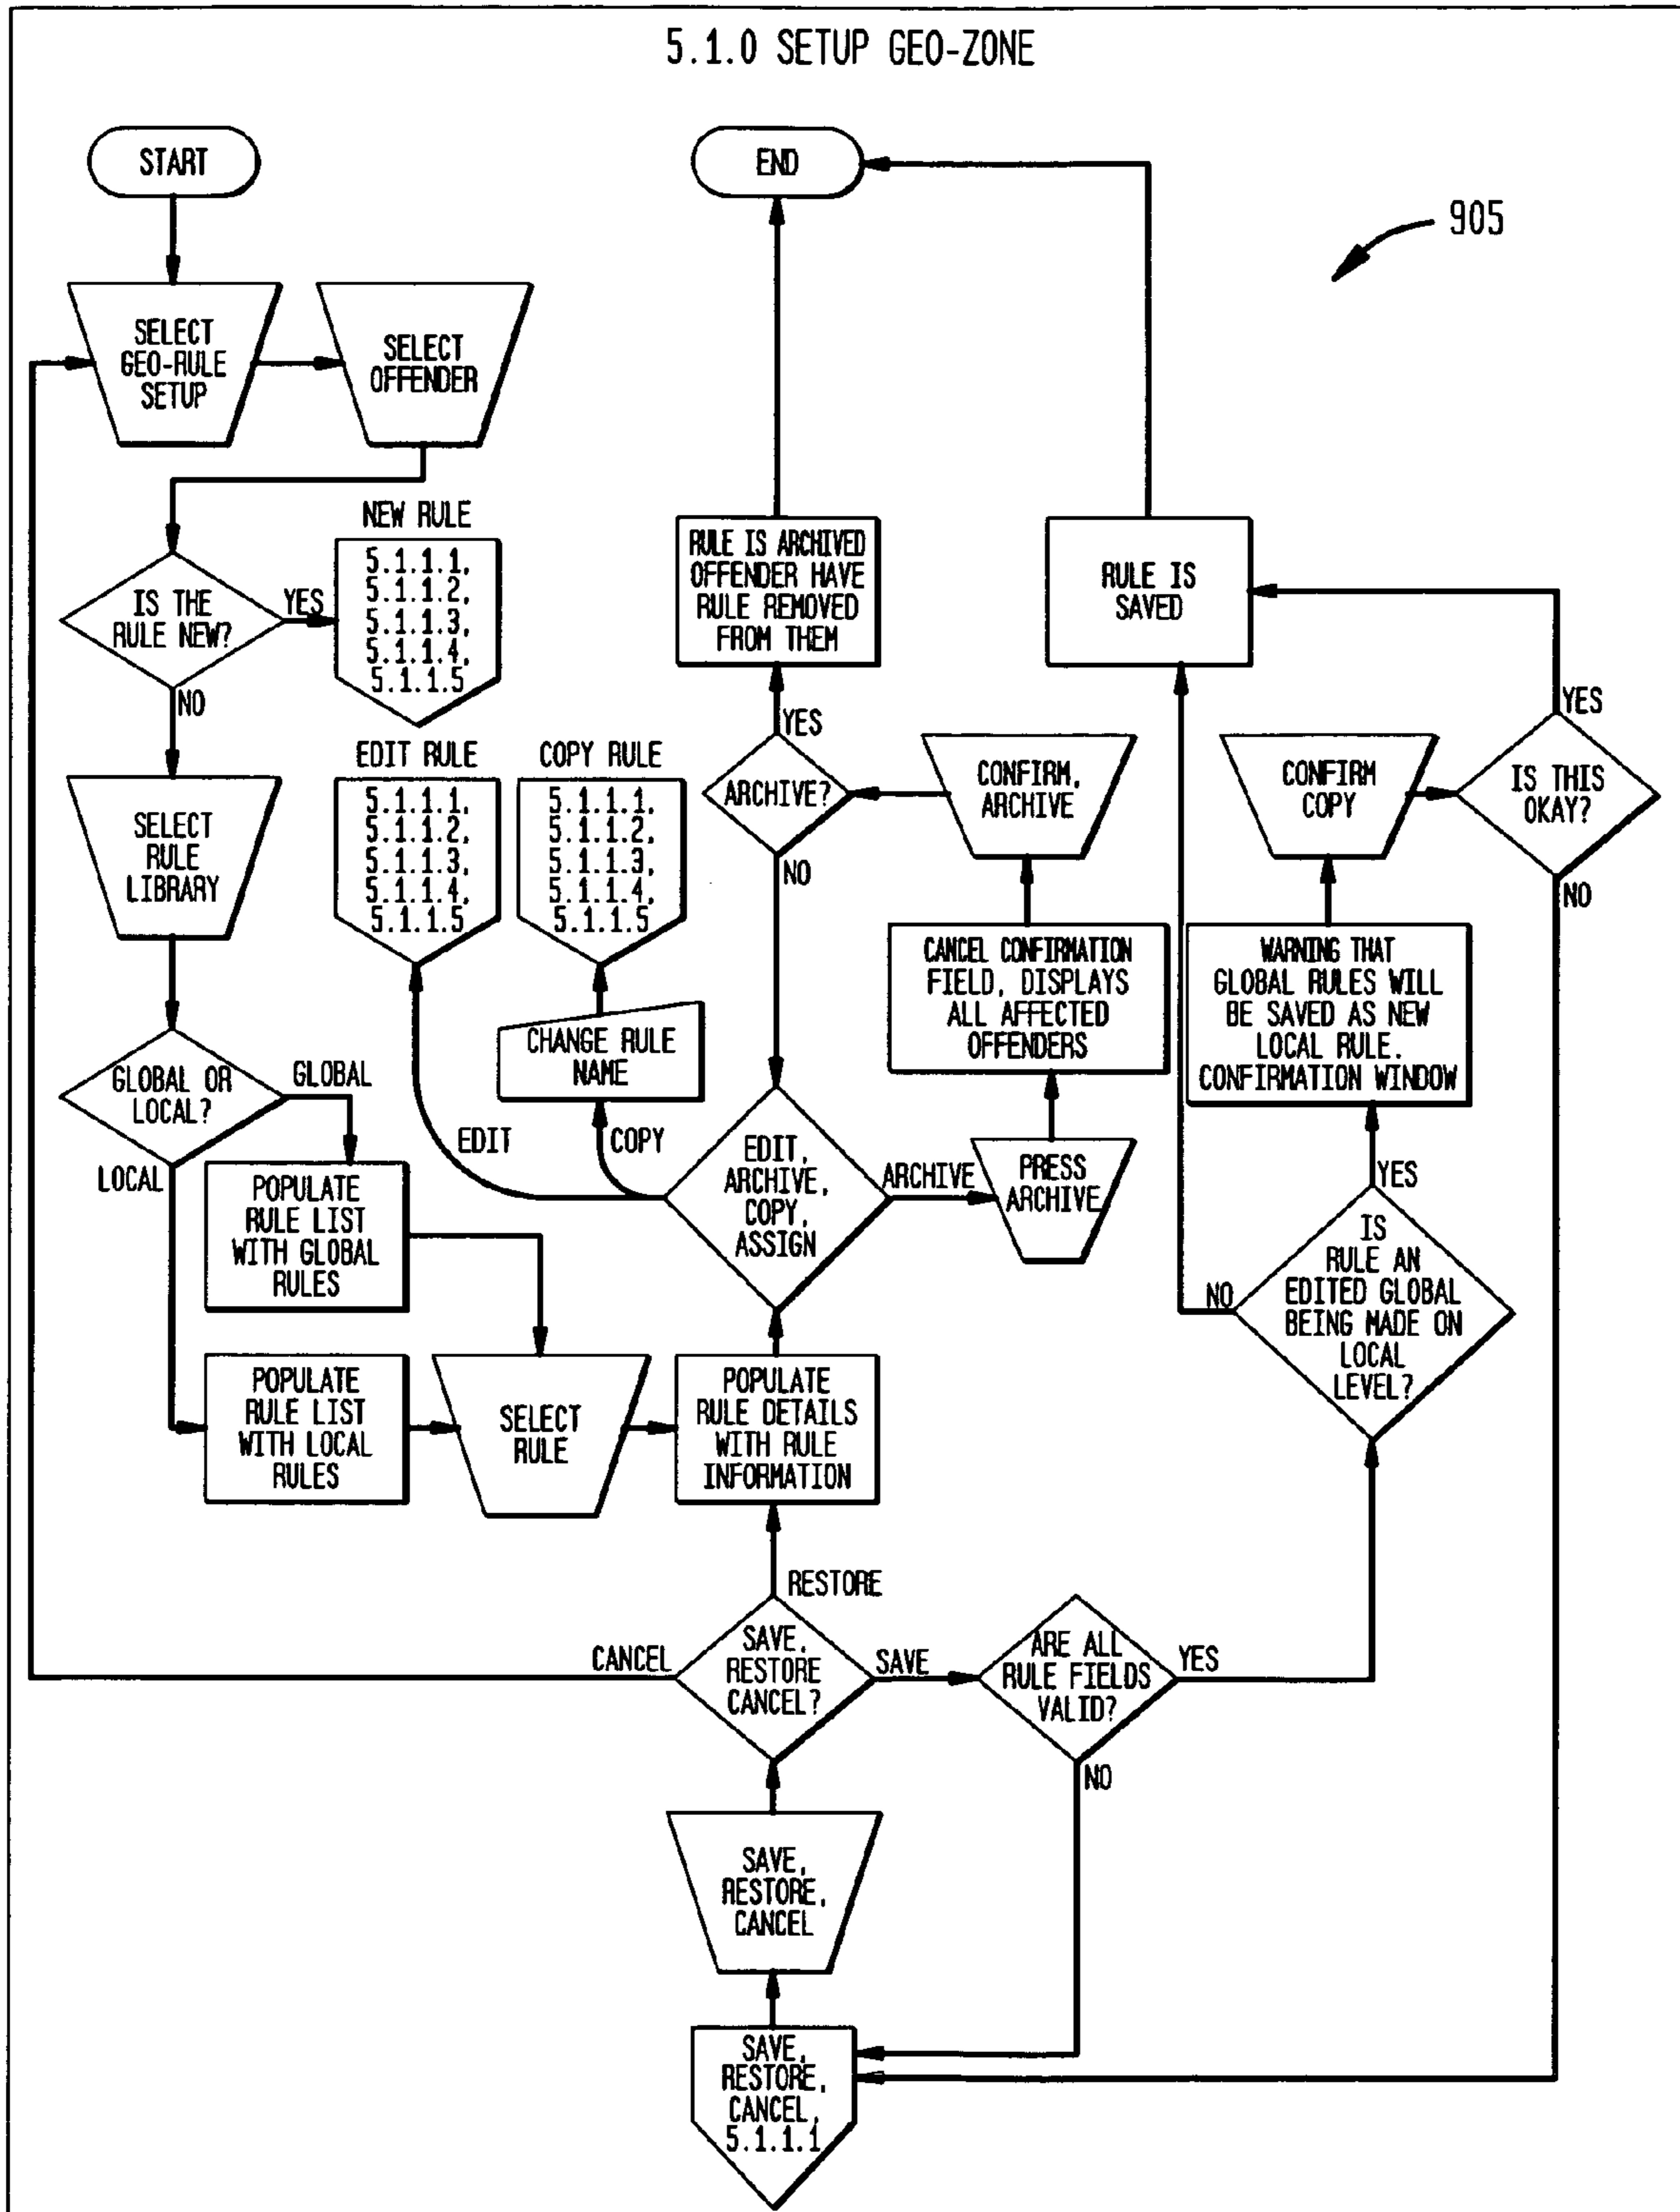 5.1.0 SETUP GEO-ZONE
START
END
905
SELECT
GEO-RULE
SETUP
SELECT
OFFENDER
NEW RULE
5.1.1.1,
5.1.1.2,
5.1.1.3,
5.1.1.4,
5.1.1.5
IS THE
RULE NEW?
YES
NO
RULE IS ARCHIVED
OFFENDER HAVE
RULE REMOVED
FROM THEM
RULE IS
SAVED
SELECT
RULE
LIBRARY
EDIT RULE
5.1.1.1,
5.1.1.2,
5.1.1.3,
5.1.1.4,
5.1.1.5
COPY RULE
5.1.1.1,
5.1.1.2,
5.1.1.3,
5.1.1.4,
5.1.1.5
YES
ARCHIVE?
NO
CONFIRM,
ARCHIVE
CONFIRM
COPY
YES
IS THIS
OKAY?
NO
CANCEL CONFIRMATION
FIELD, DISPLAYS
ALL AFFECTED
OFFENDERS
WARNING THAT
GLOBAL RULES WILL
BE SAVED AS NEW
LOCAL RULE.
CONFIRMATION WINDOW
CHANGE RULE
NAME
GLOBAL OR
LOCAL?
GLOBAL
LOCAL
EDIT
COPY
EDIT,
ARCHIVE,
COPY,
ASSIGN
ARCHIVE
PRESS
ARCHIVE
POPULATE
RULE LIST
WITH GLOBAL
RULES
YES
IS
RULE AN
EDITED GLOBAL
BEING MADE ON
LOCAL
LEVEL?
NO
POPULATE
RULE LIST
WITH LOCAL
RULES
SELECT
RULE
POPULATE
RULE DETAILS
WITH RULE
INFORMATION
RESTORE
CANCEL
SAVE,
RESTORE
CANCEL?
SAVE
ARE ALL
RULE FIELDS
VALID?
YES
NO
SAVE,
RESTORE,
CANCEL
SAVE,
RESTORE,
CANCEL,
5.1.1.1